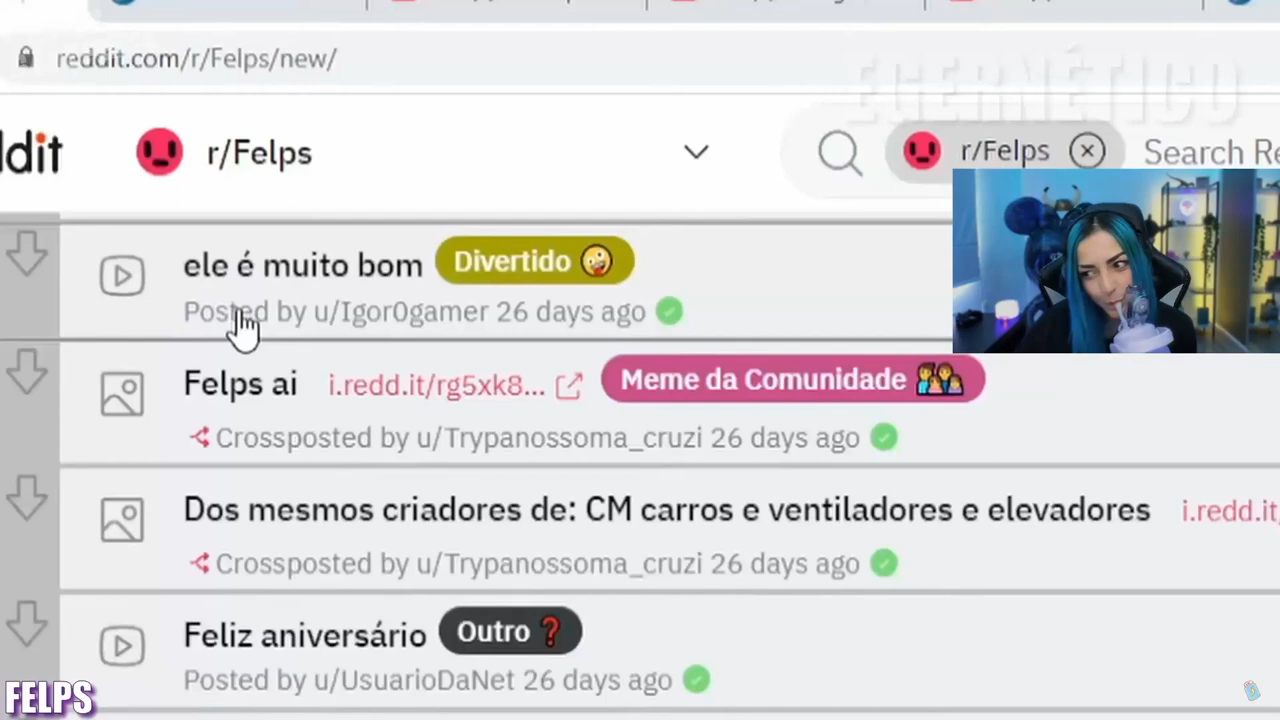 reddit.com/r/Felps/new/
EGERNÉTICO
ddit r/Felps r/Felps Search Re
ele é muito bom Divertido
Posted by u/Igor0gamer 26 days ago
Felps ai i.redd.it/rg5xk8... Meme da Comunidade
Crossposted by u/Trypanossoma_cruzi 26 days ago
Dos mesmos criadores de: CM carros e ventiladores e elevadores i.redd.it
Crossposted by u/Trypanossoma_cruzi 26 days ago
Feliz aniversário Outro ❓
Posted by u/UsuarioDaNet 26 days ago
FELPS